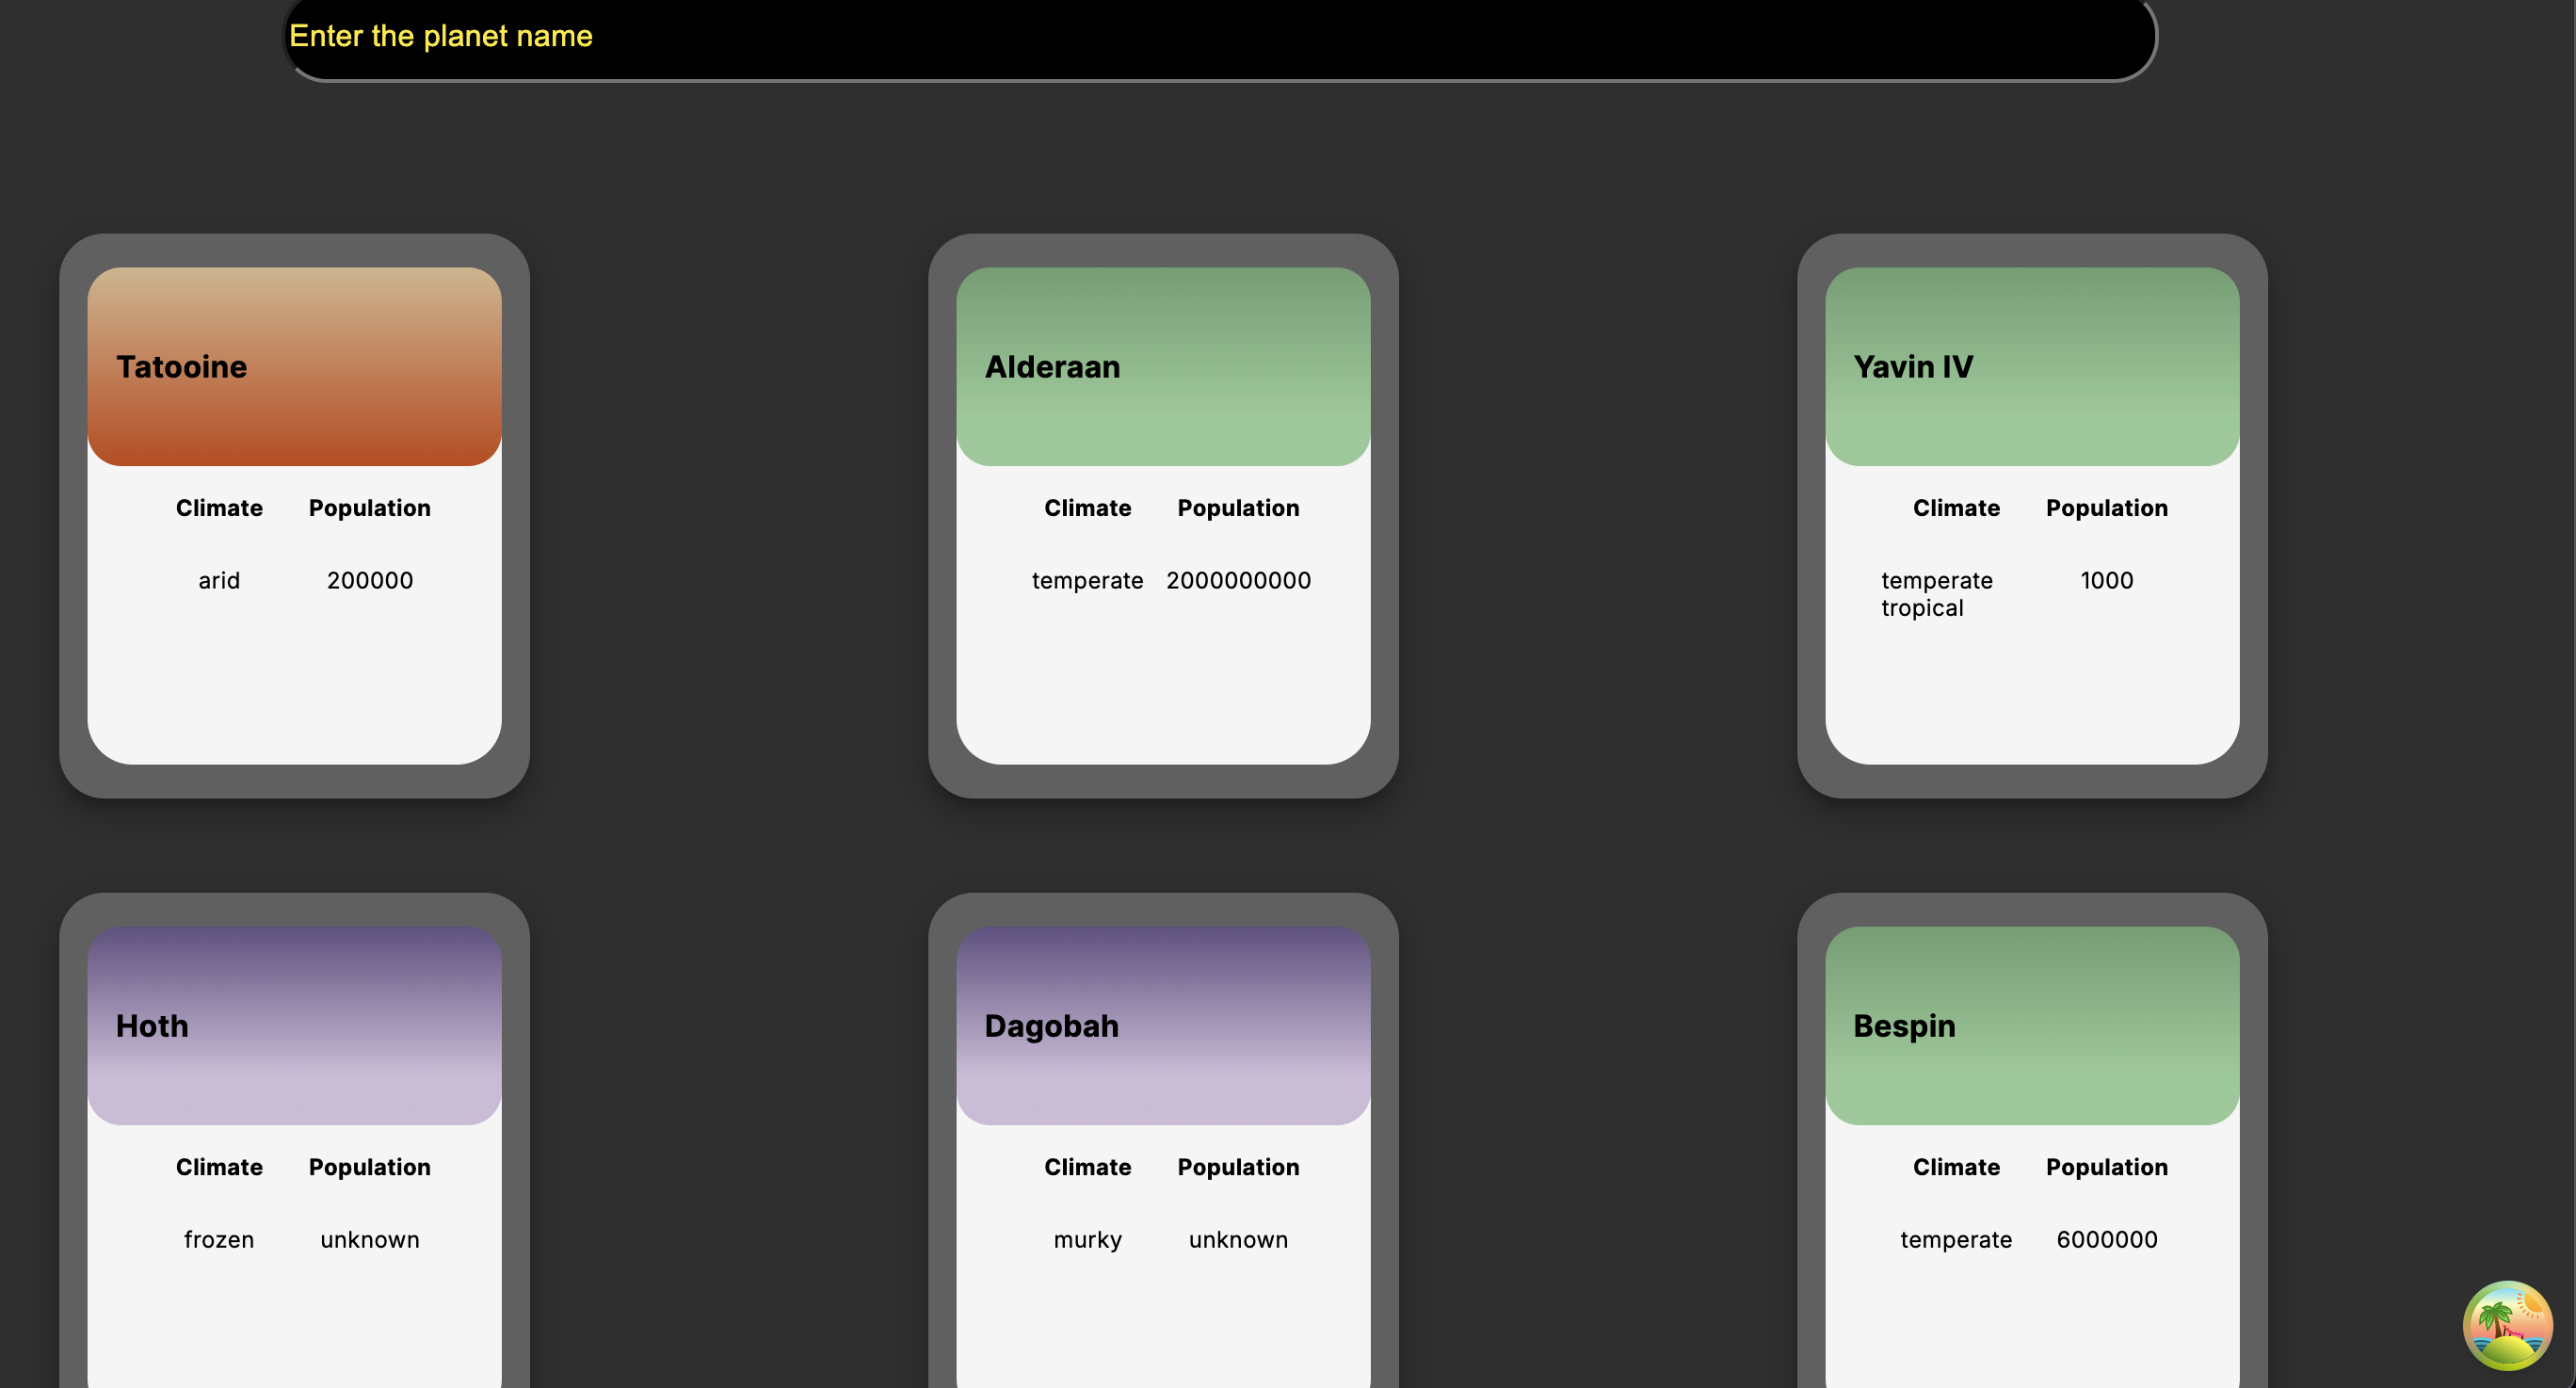 Enter the planet name
Tatooine
Climate Population
arid 200000
Alderaan
Climate Population
temperate 2000000000
Yavin IV
Climate Population
temperate 1000
tropical
Hoth
Climate Population
frozen unknown
Dagobah
Climate Population
murky unknown
Bespin
Climate Population
temperate 6000000